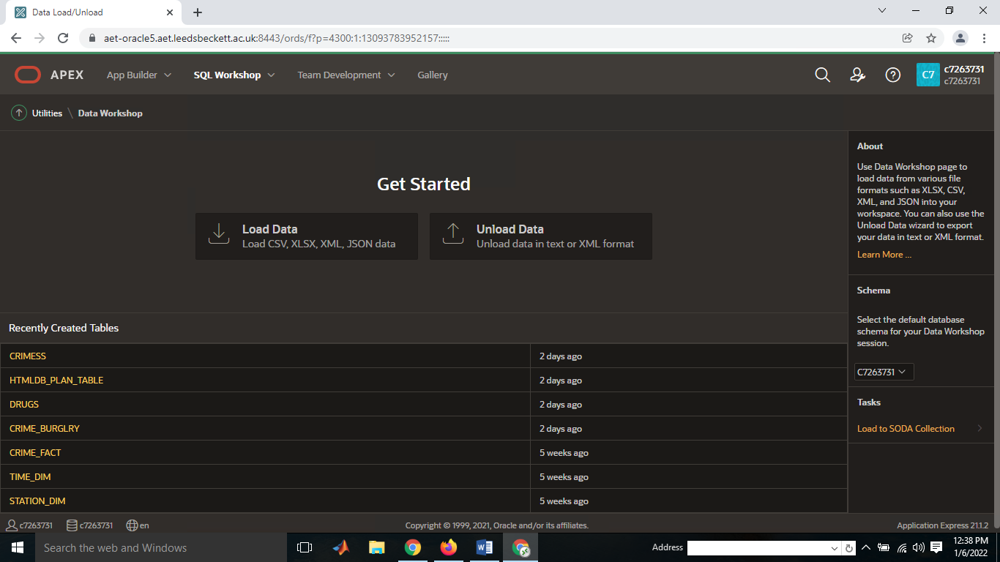 Data Load/Unload
aet-oracle5.aet.leedsbeckett.ac.uk:8443/ords/f?p=4300:1:13093783952157:::::
APEX App Builder SQL Workshop Team Development Gallery C7 c7263731
c7263731
Utilities \ Data Workshop
Get Started
Load Data
Load CSV, XLSX, XML, JSON data
Unload Data
Unload data in text or XML format
Recently Created Tables
CRIMESS 2 days ago
HTMLDB_PLAN_TABLE 2 days ago
DRUGS 2 days ago
CRIME_BURGLRY 2 days ago
CRIME_FACT 5 weeks ago
TIME_DIM 5 weeks ago
STATION_DIM 5 weeks ago
About
Use Data Workshop page to
load data from various file
formats such as XLSX, CSV,
XML, and JSON into your
workspace. You can also use the
Unload Data wizard to export
your data in text or XML format.
Learn More ...
Schema
Select the default database
schema for your Data Workshop
session.
C7263731
Tasks
Load to SODA Collection
c7263731 c7263731 en Copyright © 1999, 2021, Oracle and/or its affiliates. Application Express 21.1.2
Search the web and Windows Address 12:38 PM
1/6/2022